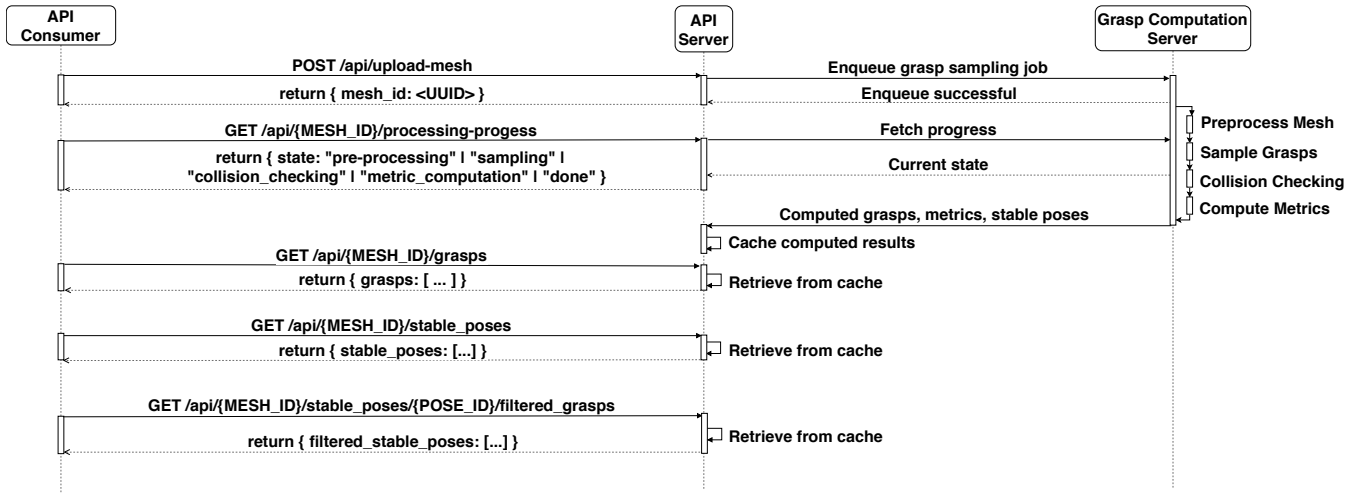 API
Consumer
API
Server
Grasp Computation
Server
POST /api/upload-mesh
Enqueue grasp sampling job
return { mesh_id: <UUID> }
Enqueue successful
Preprocess Mesh
GET /api/{MESH_ID}/processing-progess
Fetch progress
Sample Grasps
return { state: "pre-processing" | "sampling" |
"collision_checking" | "metric_computation" | "done" }
Current state
Collision Checking
Compute Metrics
Computed grasps, metrics, stable poses
Cache computed results
GET /api/{MESH_ID}/grasps
return { grasps: [ ... ] }
Retrieve from cache
GET /api/{MESH_ID}/stable_poses
return { stable_poses: [...] }
Retrieve from cache
GET /api/{MESH_ID}/stable_poses/{POSE_ID}/filtered_grasps
return { filtered_stable_poses: [...] }
Retrieve from cache